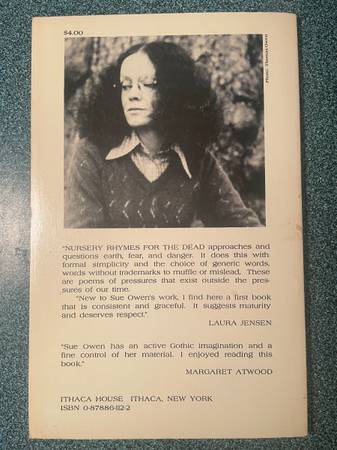 $4.00
Photo: Thomas Owen
"NURSERY RHYMES FOR THE DEAD approaches and
questions earth, fear, and danger. It does this with
formal simplicity and the choice of generic words,
words without trademarks to muffle or mislead. These
are poems of pressures that exist outside the pres-
sures of our time.
"New to Sue Owen's work, I find here a first book
that is consistent and graceful. It suggests maturity
and deserves respect."
LAURA JENSEN
"Sue Owen has an active Gothic imagination and a
fine control of her material. I enjoyed reading this
book."
MARGARET ATWOOD
ITHACA HOUSE ITHACA, NEW YORK
ISBN 0-87886-112-2